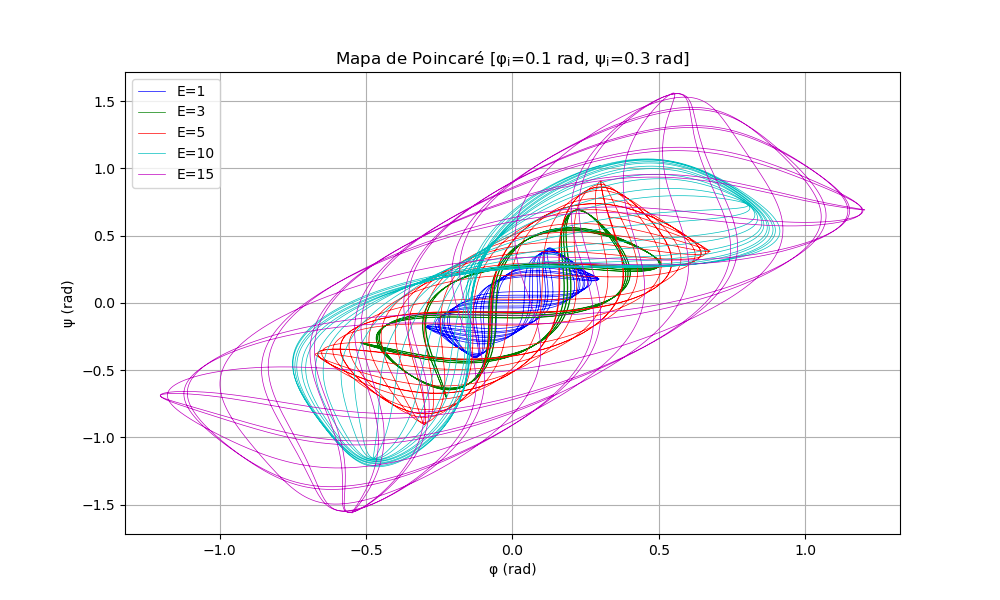 Mapa de Poincaré [φᵢ=0.1 rad, ψᵢ=0.3 rad]
E=1
E=3
E=5
E=10
E=15
1.5
1.0
0.5
0.0
−0.5
−1.0
−1.5
ψ (rad)
−1.0
−0.5
0.0
0.5
1.0
φ (rad)